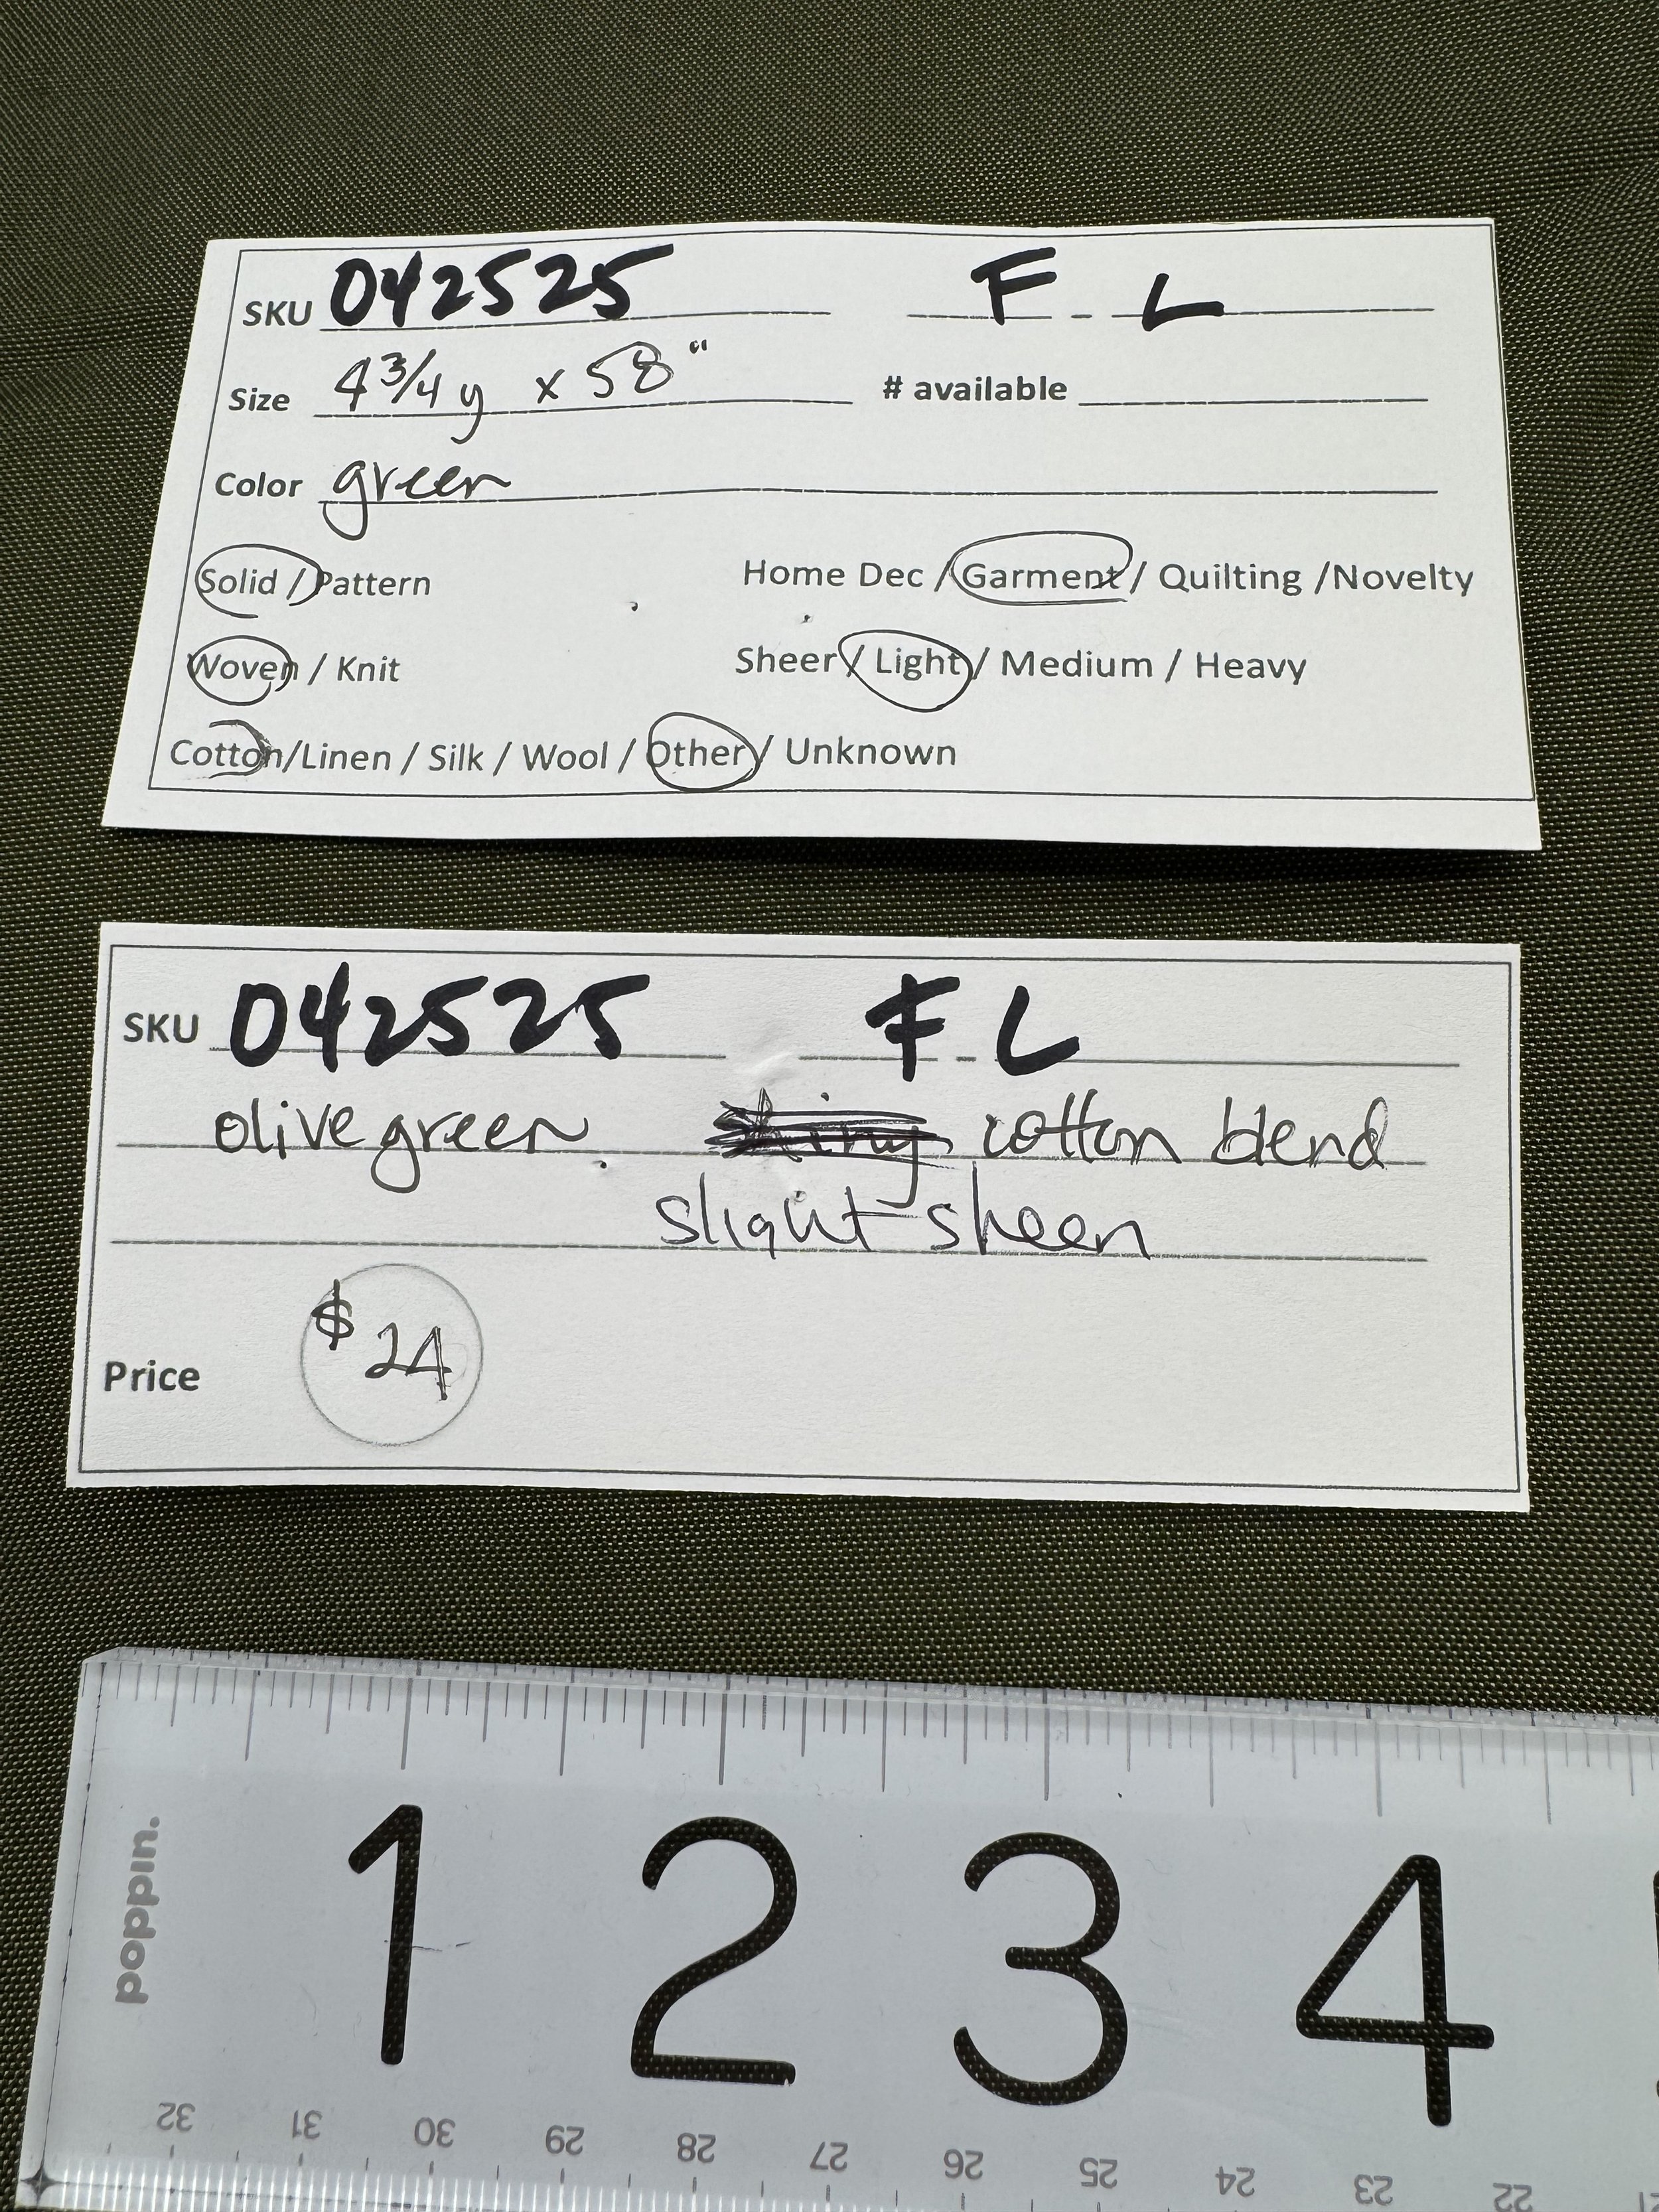 SKU 042525 F - L
Size 4 3/4 y x 58" # available
Color green
Solid / Pattern Home Dec / Garment / Quilting /Novelty
Woven / Knit Sheer / Light / Medium / Heavy
Cotton/Linen / Silk / Wool / Other / Unknown
SKU 042525 F - L
olive green shiny cotton blend
slight sheen
Price $24
poppin.
1 2 3 4
32 31 30 29 28 27 26 25 24 23 22